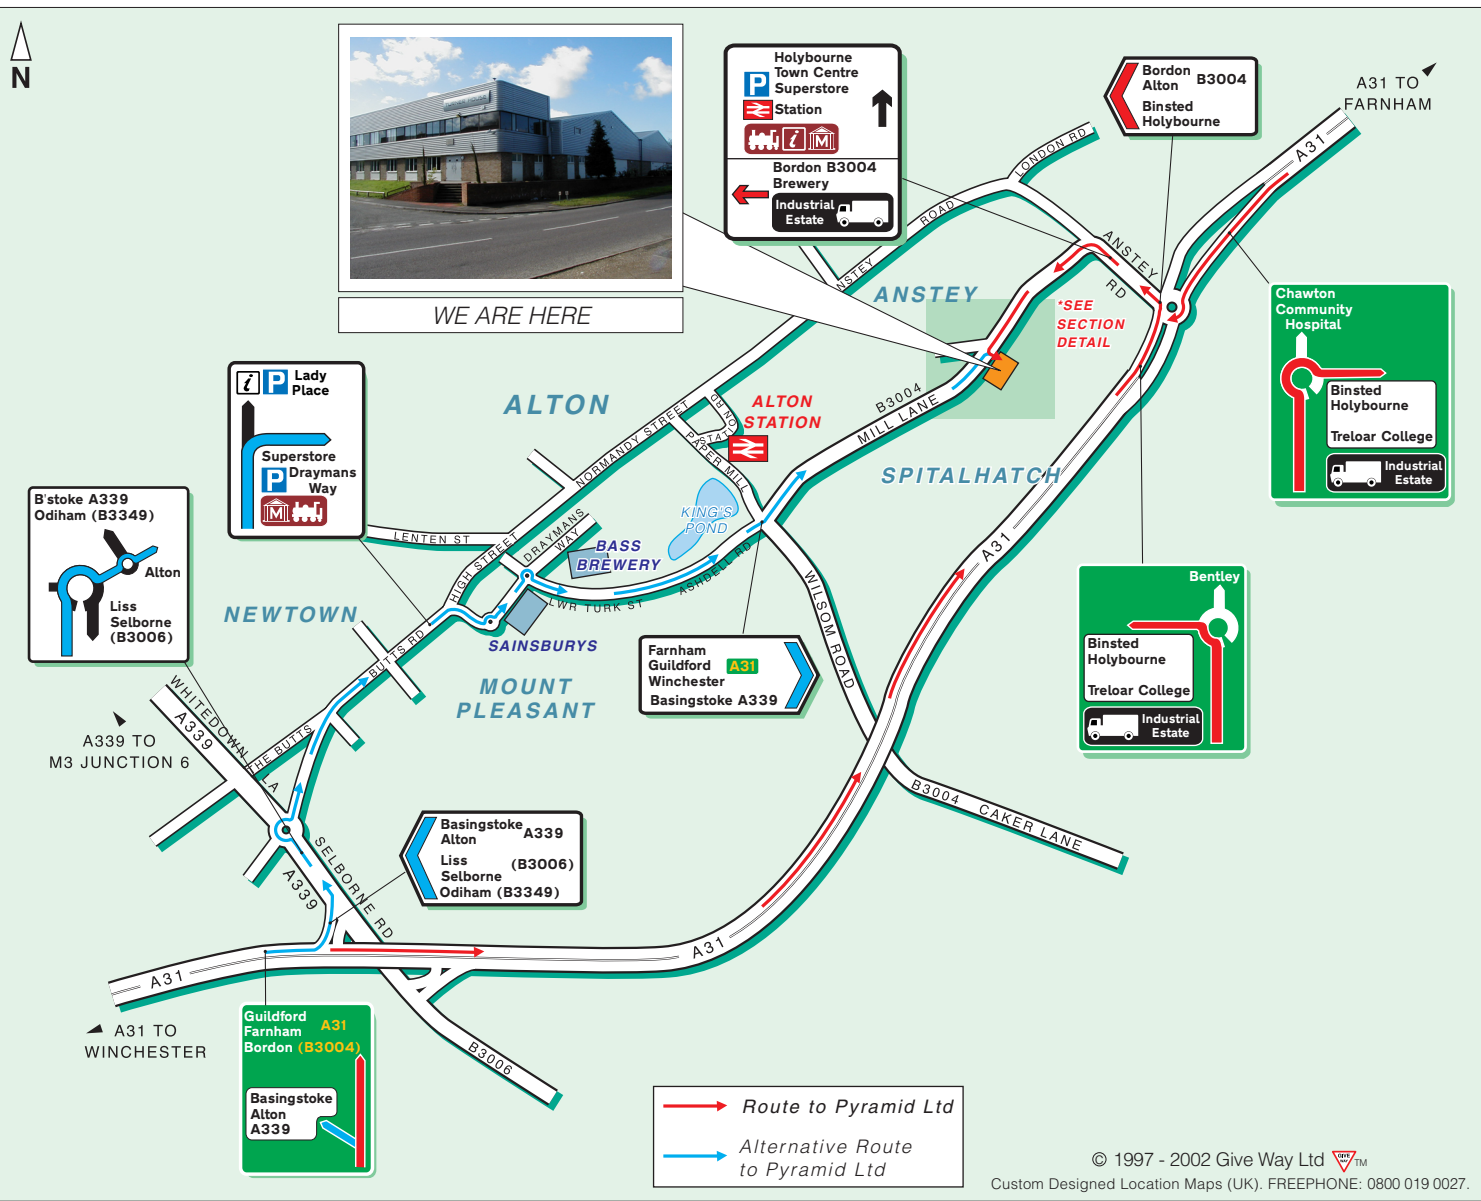 N
WE ARE HERE
Holybourne
Town Centre
P Superstore
Station
i M
Bordon B3004
Brewery
Industrial
Estate
Bordon
Alton B3004
Binsted
Holybourne
A31 TO
FARNHAM
A31
LONDON RD
ANSTEY ROAD
ANSTEY RD
ANSTEY
*SEE
SECTION
DETAIL
Chawton
Community
Hospital
Binsted
Holybourne
Treloar College
Industrial
Estate
i P Lady
Place
Superstore
P Draymans
Way
M
ALTON
ALTON
STATION
STATION RD
PAPER MILL
NORMANDY STREET
B3004
MILL LANE
SPITALHATCH
B'stoke A339
Odiham (B3349)
Alton
Liss
Selborne
(B3006)
LENTEN ST
HIGH STREET
DRAYMANS
WAY
BASS
BREWERY
KING'S
POND
ASHDELL RD
LWR TURK ST
A31
NEWTOWN
SAINSBURYS
BUTTS RD
MOUNT
PLEASANT
WILSOM ROAD
Farnham
Guildford A31
Winchester
Basingstoke A339
Bentley
Binsted
Holybourne
Treloar College
Industrial
Estate
WHITEDOWN LA
A339
THE BUTTS
A339 TO
M3 JUNCTION 6
B3004 CAKER LANE
SELBORNE RD
A339
Basingstoke A339
Alton
Liss (B3006)
Selborne
Odiham (B3349)
A31
A31
A31 TO
WINCHESTER
Guildford
Farnham A31
Bordon (B3004)
Basingstoke
Alton
A339
B3006
Route to Pyramid Ltd
Alternative Route
to Pyramid Ltd
© 1997 - 2002 Give Way Ltd GIVE WAY TM
Custom Designed Location Maps (UK). FREEPHONE: 0800 019 0027.